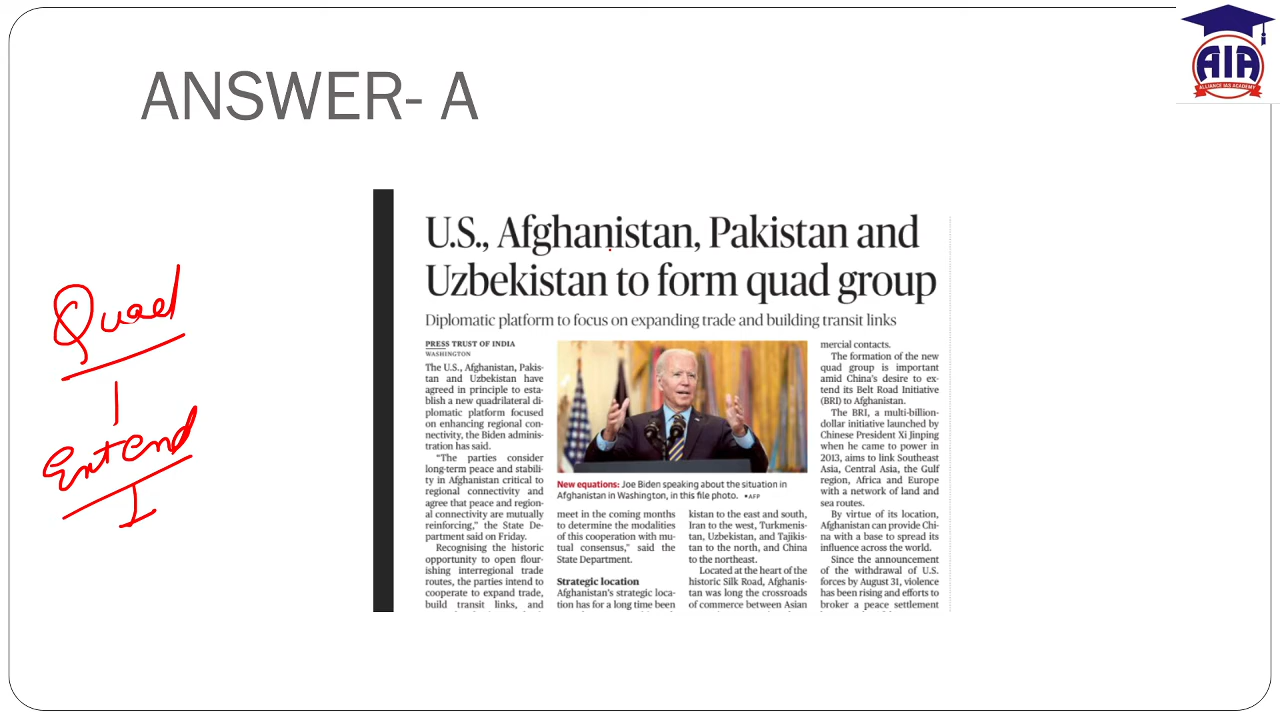 AIA
ALLIANCE IAS ACADEMY
ANSWER- A
Quad
Extend
U.S., Afghanistan, Pakistan and
Uzbekistan to form quad group
Diplomatic platform to focus on expanding trade and building transit links
PRESS TRUST OF INDIA
WASHINGTON
The U.S., Afghanistan, Pakis-
tan and Uzbekistan have
agreed in principle to esta-
blish a new quadrilateral di-
plomatic platform focused
on enhancing regional con-
nectivity, the Biden adminis-
tration has said.
“The parties consider
long-term peace and stabili-
ty in Afghanistan critical to
regional connectivity and
agree that peace and region-
al connectivity are mutually
reinforcing,” the State De-
partment said on Friday.
Recognising the historic
opportunity to open flour-
ishing interregional trade
routes, the parties intend to
cooperate to expand trade,
build transit links, and
New equations: Joe Biden speaking about the situation in
Afghanistan in Washington, in this file photo. •AFP
meet in the coming months
to determine the modalities
of this cooperation with mu-
tual consensus,” said the
State Department.
Strategic location
Afghanistan’s strategic loca-
tion has for a long time been
kistan to the east and south,
Iran to the west, Turkmenis-
tan, Uzbekistan, and Tajikis-
tan to the north, and China
to the northeast.
Located at the heart of the
historic Silk Road, Afghanis-
tan was long the crossroads
of commerce between Asian
mercial contacts.
The formation of the new
quad group is important
amid China’s desire to ex-
tend its Belt Road Initiative
(BRI) to Afghanistan.
The BRI, a multi-billion-
dollar initiative launched by
Chinese President Xi Jinping
when he came to power in
2013, aims to link Southeast
Asia, Central Asia, the Gulf
region, Africa and Europe
with a network of land and
sea routes.
By virtue of its location,
Afghanistan can provide Chi-
na with a base to spread its
influence across the world.
Since the announcement
of the withdrawal of U.S.
forces by August 31, violence
has been rising and efforts to
broker a peace settlement